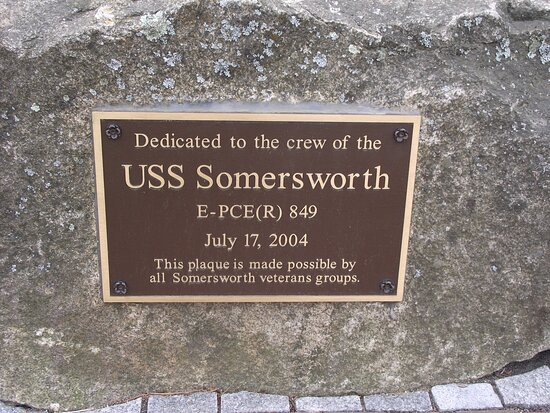 Dedicated to the crew of the
USS Somersworth
E-PCE(R) 849
July 17, 2004
This plaque is made possible by
all Somersworth veterans groups.